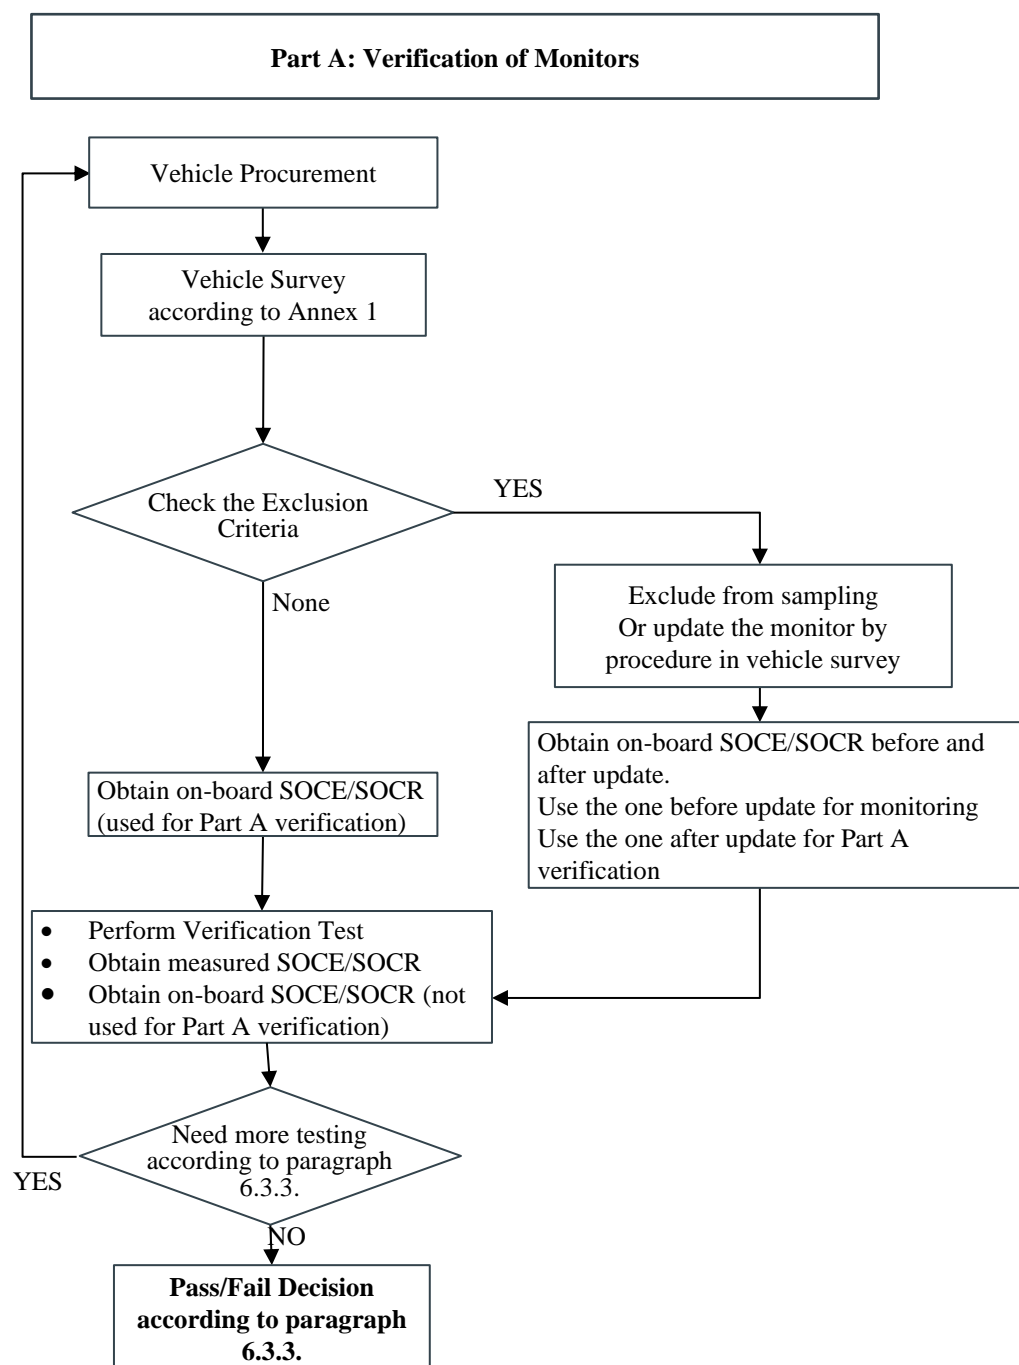 Part A: Verification of Monitors
Vehicle Procurement
Vehicle Survey
according to Annex 1
Check the Exclusion
Criteria
YES
None
Exclude from sampling
Or update the monitor by
procedure in vehicle survey
Obtain on-board SOCE/SOCR before and
after update.
Use the one before update for monitoring
Use the one after update for Part A
verification
Obtain on-board SOCE/SOCR
(used for Part A verification)
• Perform Verification Test
• Obtain measured SOCE/SOCR
• Obtain on-board SOCE/SOCR (not
used for Part A verification)
Need more testing
according to paragraph
6.3.3.
YES
NO
Pass/Fail Decision
according to paragraph
6.3.3.